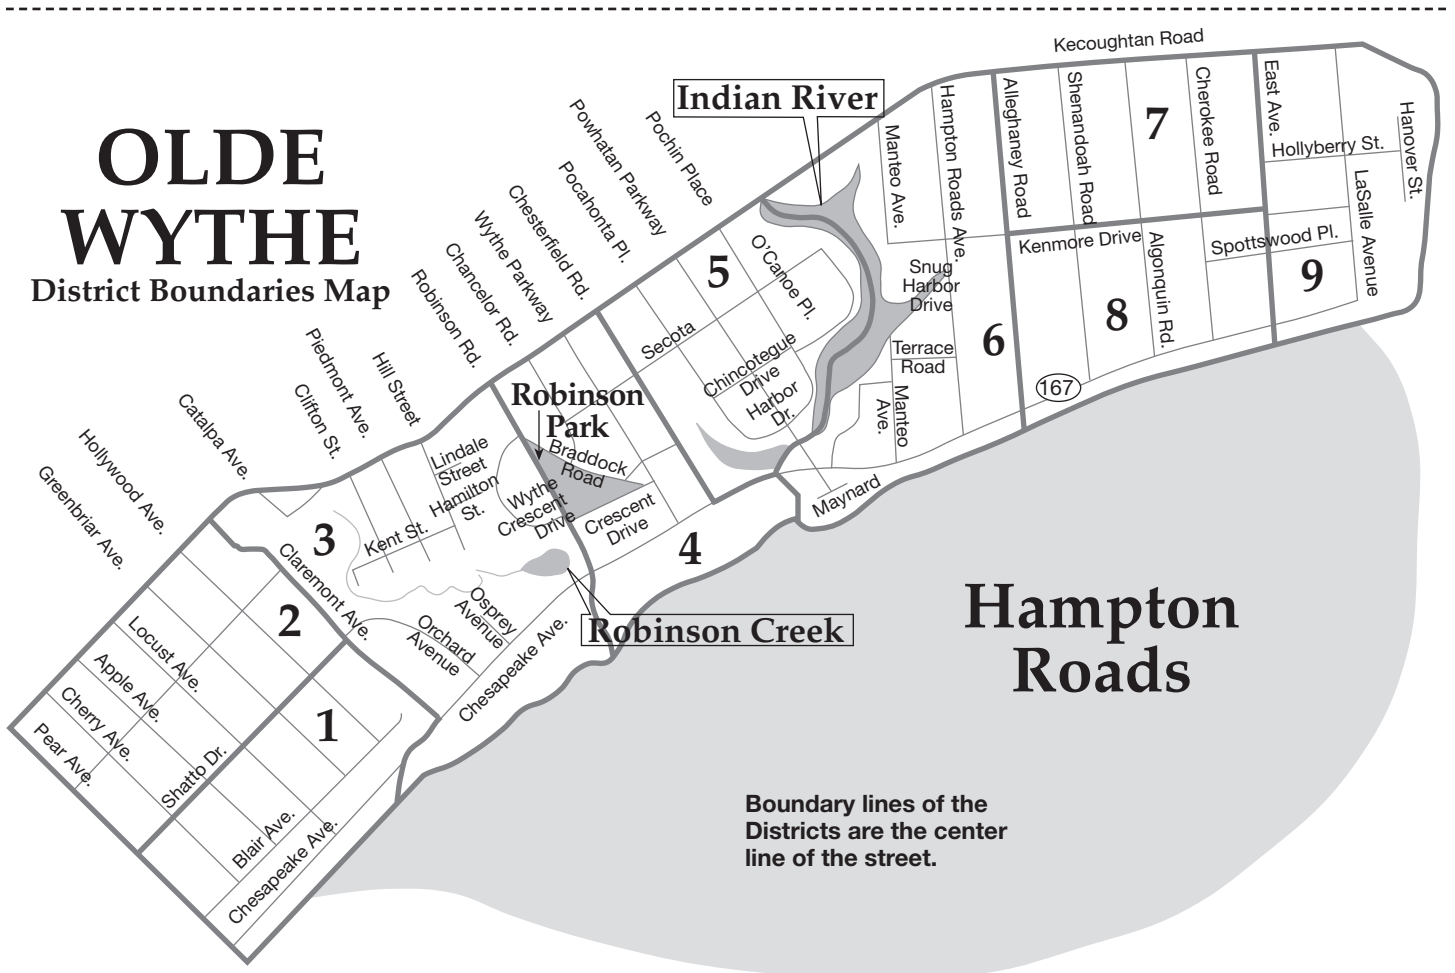 OLDE
WYTHE
District Boundaries Map
Kecoughtan Road
Indian River
Powhatan Parkway
Pochin Place
Pocahonta Pl.
Chesterfield Rd.
Wythe Parkway
Chancelor Rd.
Robinson Rd.
Piedmont Ave.
Hill Street
Clifton St.
Catalpa Ave.
Hollywood Ave.
Greenbriar Ave.
Manteo Ave.
Hampton Roads Ave.
Alleghaney Road
Shenandoah Road
7
Cherokee Road
East Ave.
Hollyberry St.
Hanover St.
LaSalle Avenue
Kenmore Drive
Algonquin Rd.
Spottswood Pl.
9
8
6
5
O'Canoe Pl.
Snug
Harbor
Drive
Secota
Chincotegue
Drive
Harbor
Dr.
Terrace
Road
Manteo
Ave.
167
Robinson
Park
Braddock
Road
Lindale
Street
Hamilton
St.
Wythe
Crescent
Drive
Crescent
Drive
Maynard
4
3
Kent St.
Claremont Ave.
2
Osprey
Avenue
Orchard
Avenue
Robinson Creek
Chesapeake Ave.
Hampton
Roads
Locust Ave.
Apple Ave.
Cherry Ave.
Pear Ave.
1
Shatto Dr.
Blair Ave.
Chesapeake Ave.
Boundary lines of the
Districts are the center
line of the street.